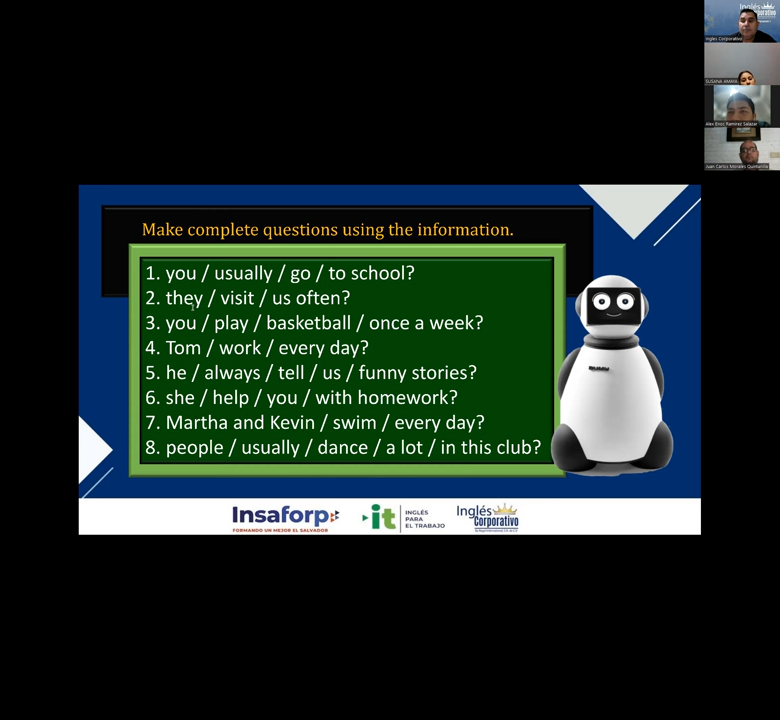 Inglés
Corporativo
Ingles Corporativo
SUSANA AMAYA
Alex Enoc Ramirez Salazar
Juan Carlos Morales Quintanilla
Make complete questions using the information.
1. you / usually / go / to school?
2. they / visit / us often?
3. you / play / basketball / once a week?
4. Tom / work / every day?
5. he / always / tell / us / funny stories?
6. she / help / you / with homework?
7. Martha and Kevin / swim / every day?
8. people / usually / dance / a lot / in this club?
Insaforp
FORMANDO UN MEJOR EL SALVADOR
it
INGLÉS
PARA
EL TRABAJO
Inglés
Corporativo